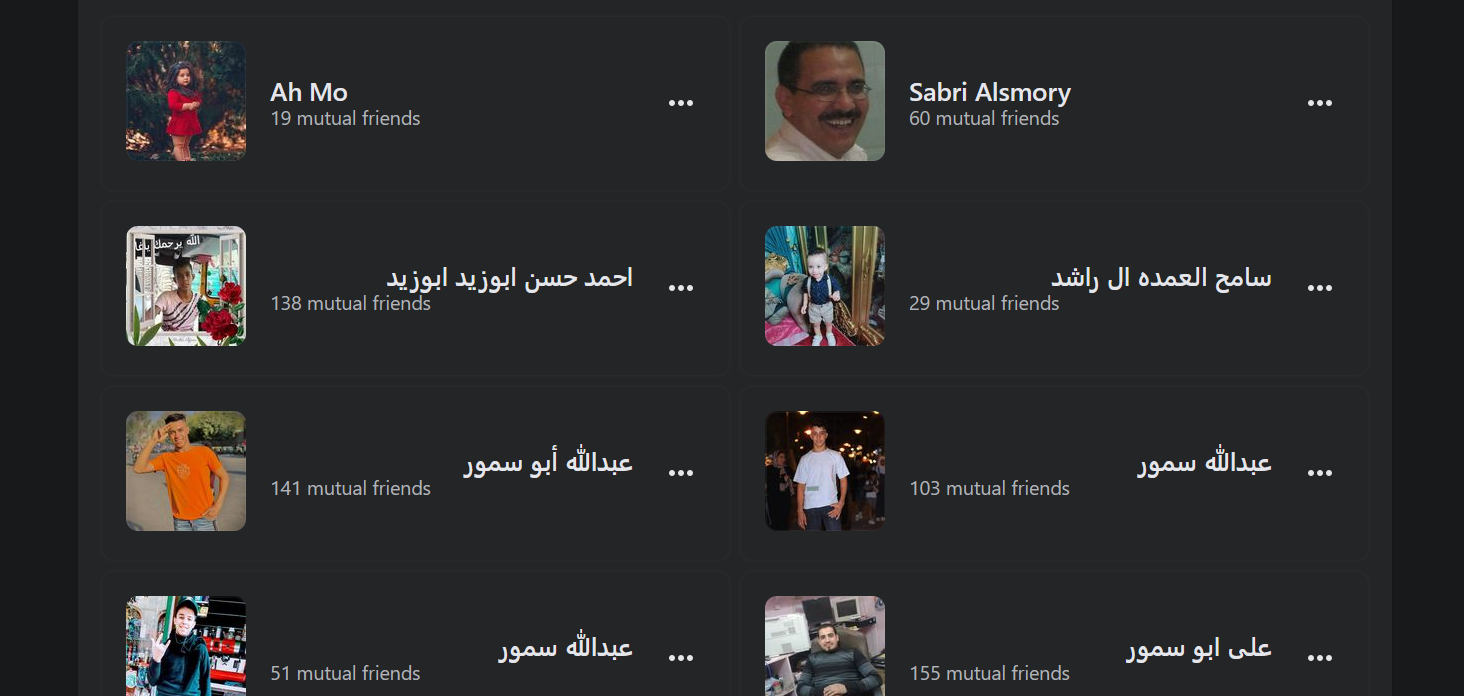 Ah Mo
19 mutual friends
Sabri Alsmory
60 mutual friends
الله يرحمك
احمد حسن ابوزيد ابوزيد
138 mutual friends
سامح العمده ال راشد
29 mutual friends
عبدالله أبو سمور
141 mutual friends
عبدالله سمور
103 mutual friends
عبدالله سمور
51 mutual friends
على ابو سمور
155 mutual friends